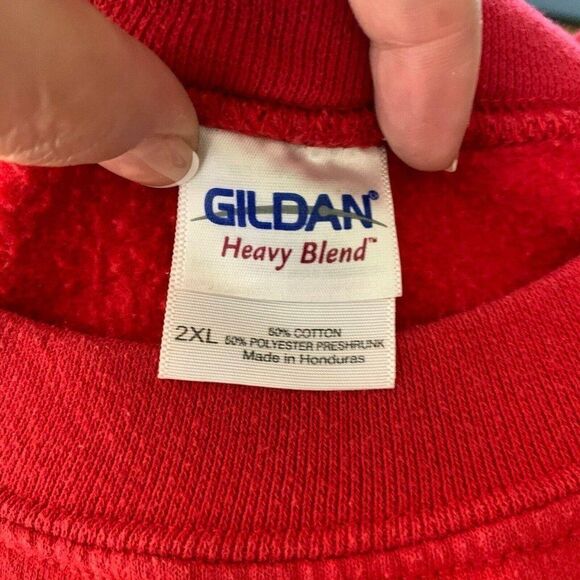 GILDAN®
Heavy Blend™
2XL
50% COTTON
50% POLYESTER PRESHRUNK
Made in Honduras